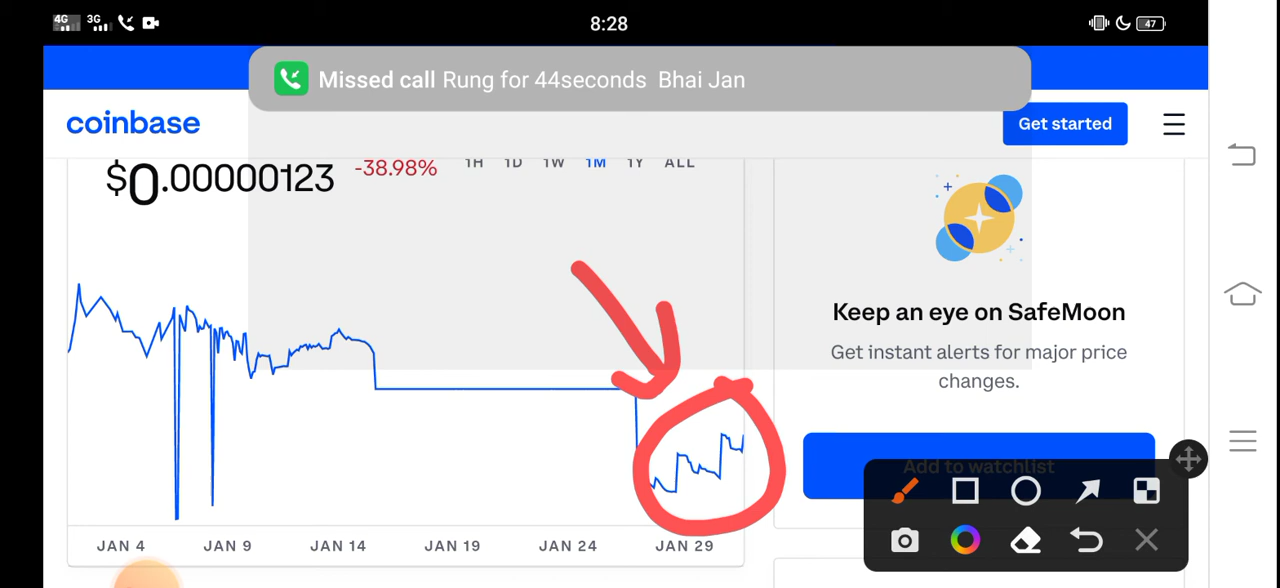 4G 3G 8:28 47
Missed call Rung for 44seconds Bhai Jan
coinbase
Get started
$0.00000123 -38.98% 1H 1D 1W 1M 1Y ALL
Keep an eye on SafeMoon
Get instant alerts for major price
changes.
Add to watchlist
JAN 4 JAN 9 JAN 14 JAN 19 JAN 24 JAN 29